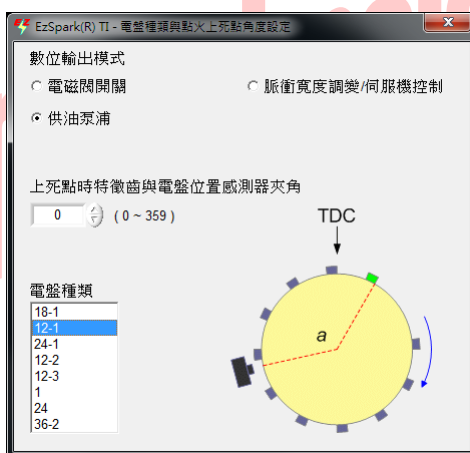 EzSpark(R) TI - 電盤種類與點火上死點角度設定
數位輸出模式
電磁閥開關
脈衝寬度調變/伺服機控制
供油泵浦
上死點時特徵齒與電盤位置感測器夾角
0
( 0 ~ 359 )
TDC
電盤種類
18-1
12-1
24-1
12-2
12-3
1
24
36-2
a